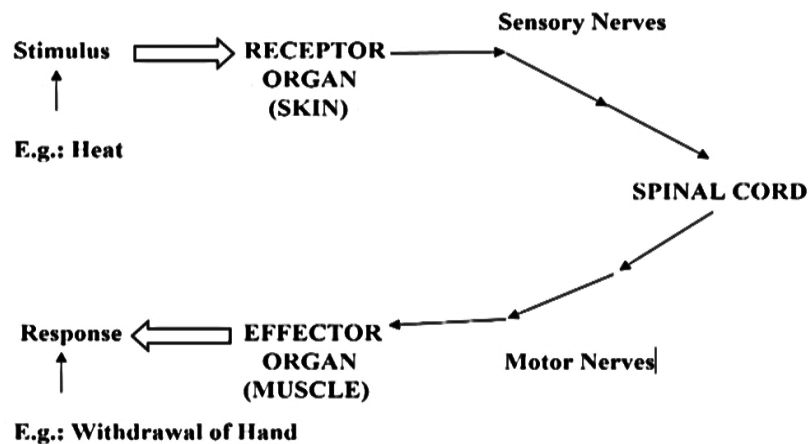 Sensory Nerves
Stimulus
RECEPTOR
ORGAN
(SKIN)
E.g.: Heat
SPINAL CORD
Response
EFFECTOR
ORGAN
(MUSCLE)
Motor Nerves
E.g.: Withdrawal of Hand